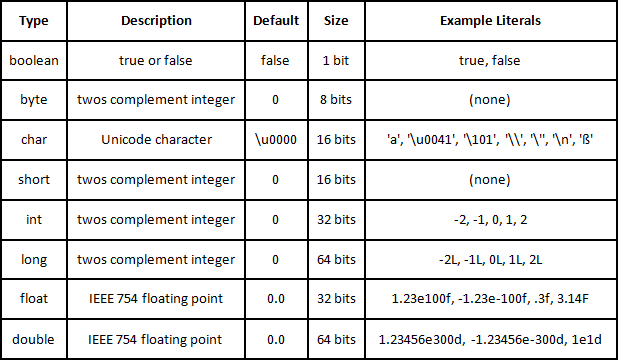 Type Description Default Size Example Literals
boolean true or false false 1 bit true, false
byte twos complement integer 0 8 bits (none)
char Unicode character \u0000 16 bits 'a', '\u0041', '\101', '\\', '\'', '\n', 'ß'
short twos complement integer 0 16 bits (none)
int twos complement integer 0 32 bits -2, -1, 0, 1, 2
long twos complement integer 0 64 bits -2L, -1L, 0L, 1L, 2L
float IEEE 754 floating point 0.0 32 bits 1.23e100f, -1.23e-100f, .3f, 3.14F
double IEEE 754 floating point 0.0 64 bits 1.23456e300d, -1.23456e-300d, 1e1d